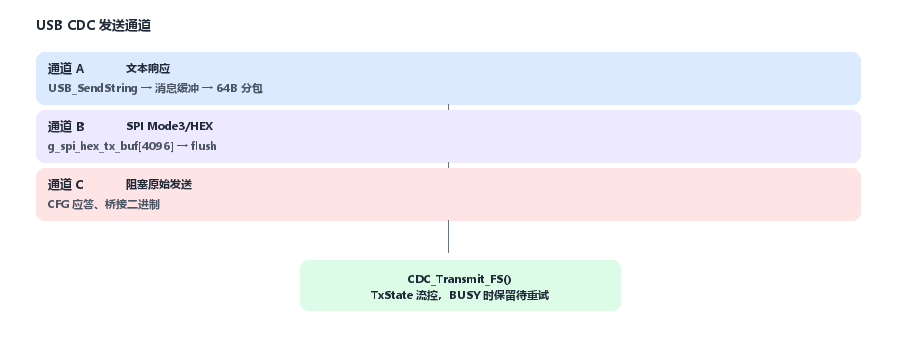 USB CDC 发送通道
通道 A 文本响应
USB_SendString → 消息缓冲 → 64B 分包
通道 B SPI Mode3/HEX
g_spi_hex_tx_buf[4096] → flush
通道 C 阻塞原始发送
CFG 应答、桥接二进制
CDC_Transmit_FS()
TxState 流控，BUSY 时保留待重试